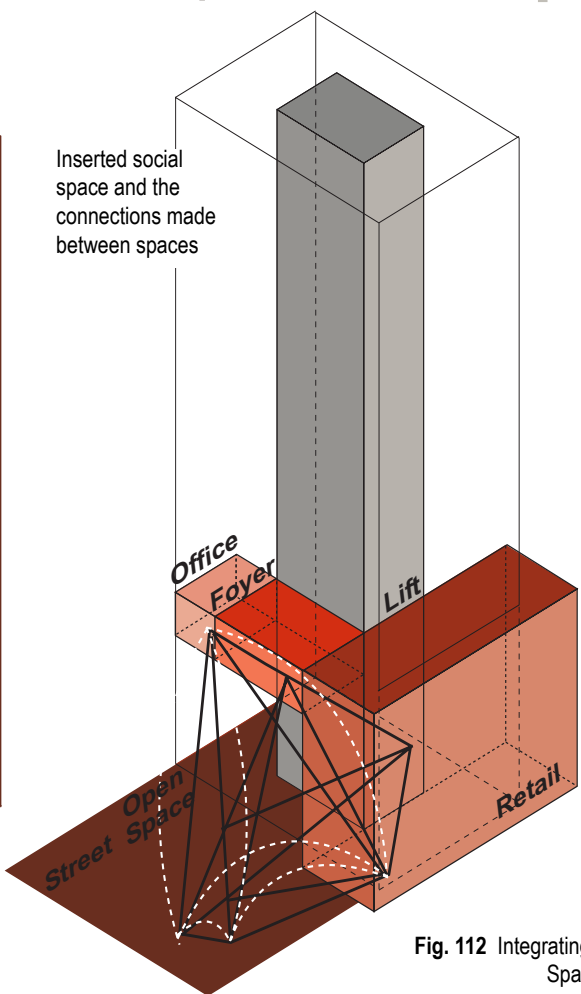 Inserted social
space and the
connections made
between spaces
Office
Foyer
Lift
Open
Space
Street
Retail
Fig. 112 Integrating
Spa